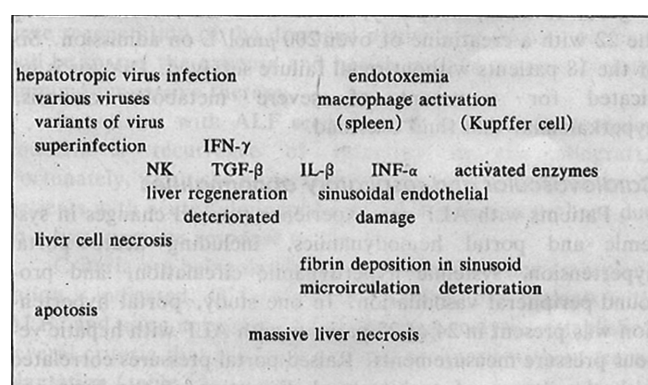 hepatotropic virus infection endotoxemia
various viruses macrophage activation
variants of virus (spleen) (Kupffer cell)
superinfection IFN-γ
NK TGF-β IL-β INF-α activated enzymes
liver regeneration sinusoidal endothelial
deteriorated damage
liver cell necrosis
fibrin deposition in sinusoid
microcirculation deterioration
apotosis
massive liver necrosis